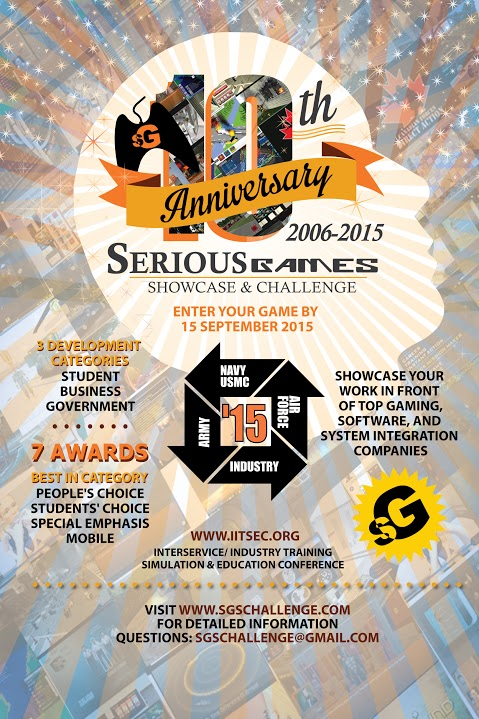 SG
10th
Anniversary
2006-2015
SERIOUS GAMES
SHOWCASE & CHALLENGE
ENTER YOUR GAME BY
15 SEPTEMBER 2015
3 DEVELOPMENT
CATEGORIES
STUDENT
BUSINESS
GOVERNMENT
7 AWARDS
BEST IN CATEGORY
PEOPLE'S CHOICE
STUDENTS' CHOICE
SPECIAL EMPHASIS
MOBILE
NAVY
USMC
AIR
FORCE
ARMY
'15
INDUSTRY
SHOWCASE YOUR
WORK IN FRONT
OF TOP GAMING,
SOFTWARE, AND
SYSTEM INTEGRATION
COMPANIES
SG
WWW.IITSEC.ORG
INTERSERVICE/ INDUSTRY TRAINING
SIMULATION & EDUCATION CONFERENCE
VISIT WWW.SGSCHALLENGE.COM
FOR DETAILED INFORMATION
QUESTIONS: SGSCHALLENGE@GMAIL.COM